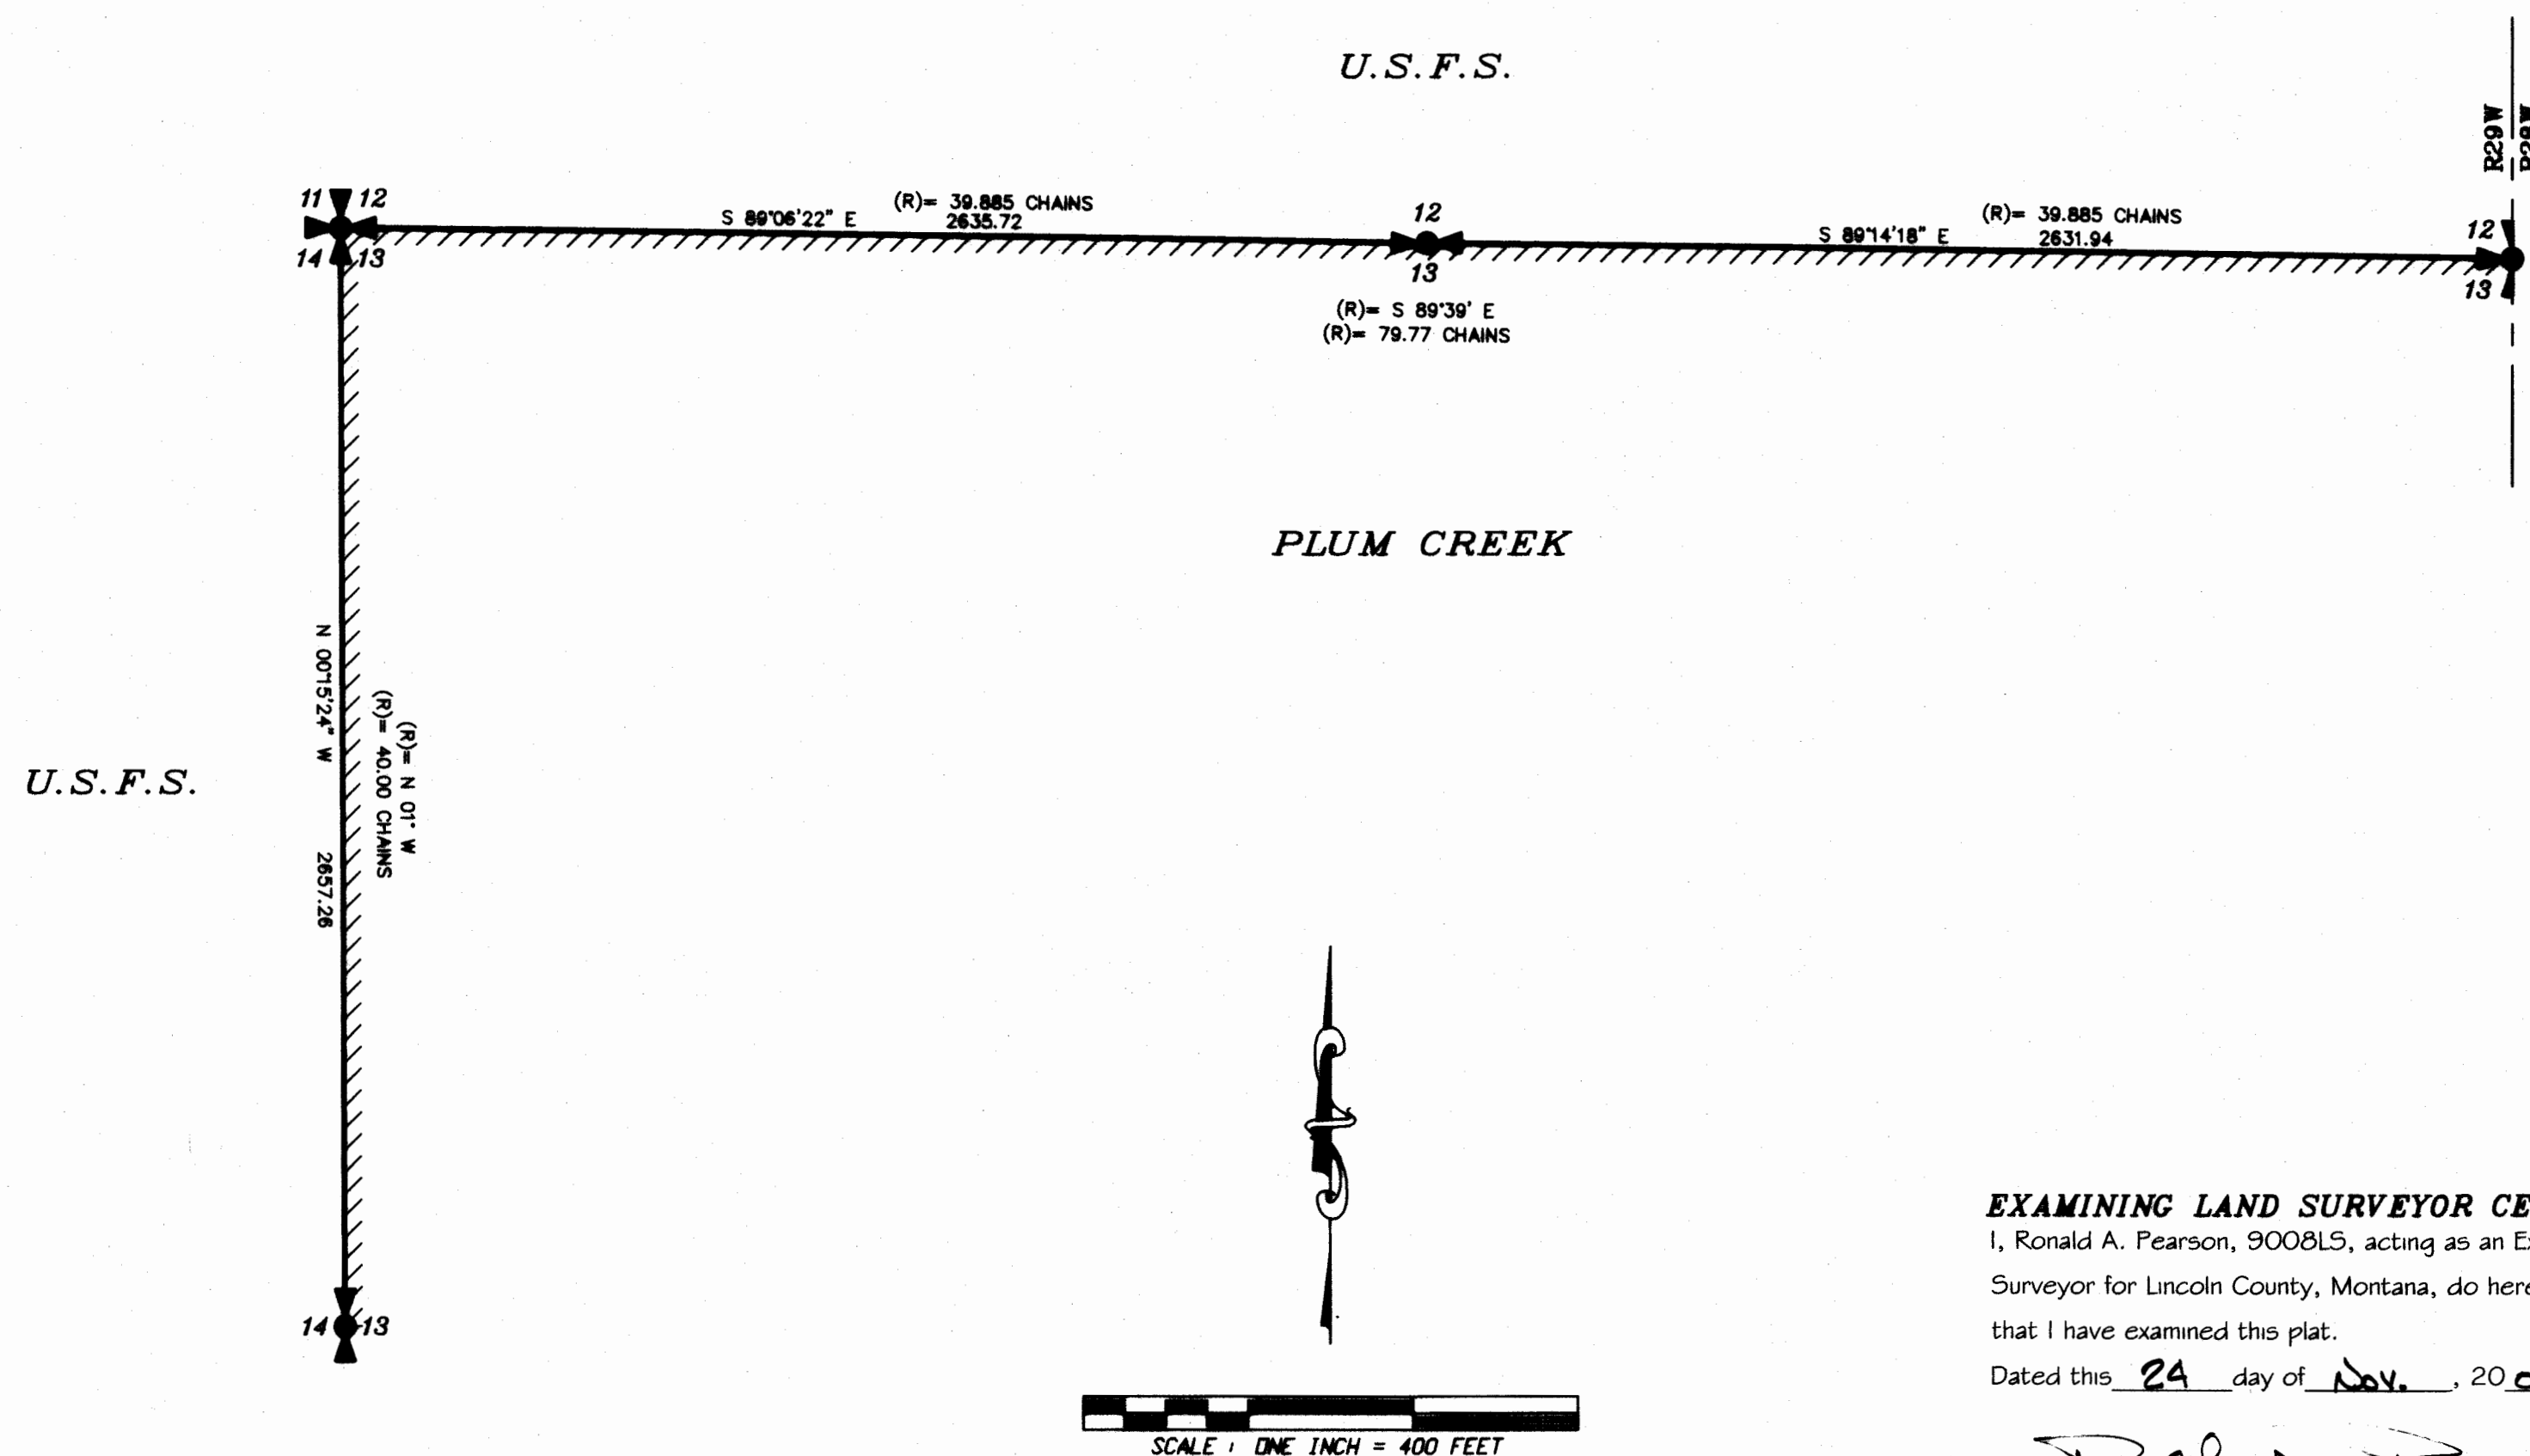 U.S.F.S.
R29W
R28W
11 12
14 13
S 89°06'22" E
(R)= 39.885 CHAINS
2635.72
12
13
(R)= S 89°39' E
(R)= 79.77 CHAINS
S 89°14'18" E
(R)= 39.885 CHAINS
2631.94
12
13
PLUM CREEK
U.S.F.S.
N 00°15'24" W 2657.26
(R)= N 01° W
(R)= 40.00 CHAINS
14 13
SCALE : ONE INCH = 400 FEET
EXAMINING LAND SURVEYOR CE
I, Ronald A. Pearson, 9008LS, acting as an Ex
Surveyor for Lincoln County, Montana, do here
that I have examined this plat.
Dated this 24 day of Nov. , 20